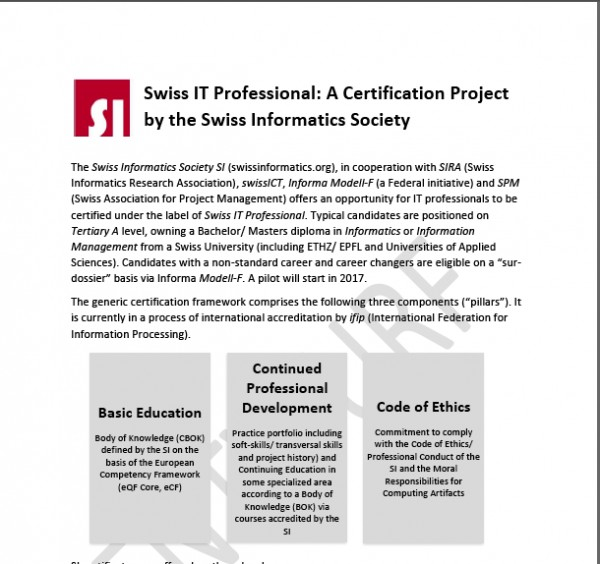 SI
Swiss IT Professional: A Certification Project
by the Swiss Informatics Society
The Swiss Informatics Society SI (swissinformatics.org), in cooperation with SIRA (Swiss
Informatics Research Association), swissICT, Informa Modell-F (a Federal initiative) and SPM
(Swiss Association for Project Management) offers an opportunity for IT professionals to be
certified under the label of Swiss IT Professional. Typical candidates are positioned on
Tertiary A level, owning a Bachelor/ Masters diploma in Informatics or Information
Management from a Swiss University (including ETHZ/ EPFL and Universities of Applied
Sciences). Candidates with a non-standard career and career changers are eligible on a “sur-
dossier” basis via Informa Modell-F. A pilot will start in 2017.
The generic certification framework comprises the following three components (“pillars”). It
is currently in a process of international accreditation by ifip (International Federation for
Information Processing).
Basic Education
Body of Knowledge (CBOK)
defined by the SI on the
basis of the European
Competency Framework
(eQF Core, eCF)
Continued
Professional
Development
Practice portfolio including
soft-skills/ transversal skills
and project history) and
Continuing Education in
some specialized area
according to a Body of
Knowledge (BOK) via
courses accredited by the
SI
Code of Ethics
Commitment to comply
with the Code of Ethics/
Professional Conduct of the
SI and the Moral
Responsibilities for
Computing Artifacts